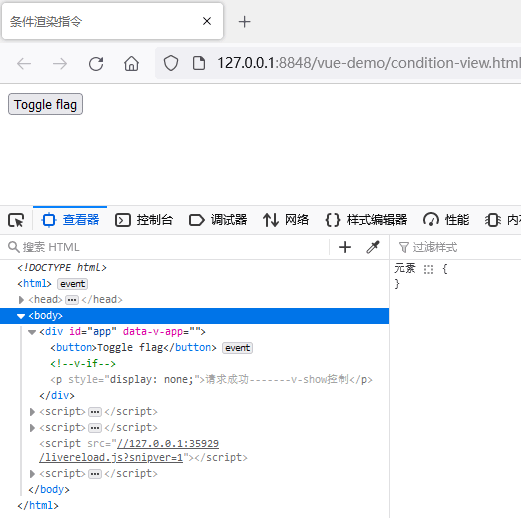 条件渲染指令
127.0.0.1:8848/vue-demo/condition-view.html
Toggle flag
查看器 控制台 调试器 网络 样式编辑器 性能 内
搜索 HTML 过滤样式
<!DOCTYPE html> 元素 {
<html> event }
<head> ··· </head>
<body>
<div id="app" data-v-app="">
<button>Toggle flag</button> event
<!--v-if-->
<p style="display: none;">请求成功-------v-show控制</p>
</div>
<script> ··· </script>
<script> ··· </script>
<script src="//127.0.0.1:35929
/livereload.js?snipver=1"></script>
<script> ··· </script>
</body>
</html>